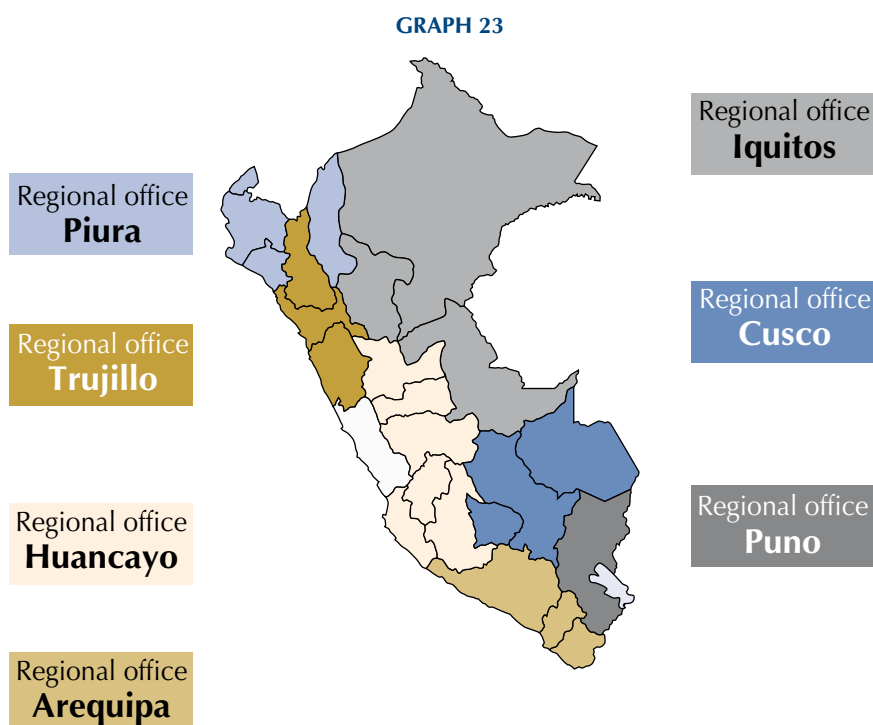 GRAPH 23
Regional office
Piura
Regional office
Trujillo
Regional office
Huancayo
Regional office
Arequipa
Regional office
Iquitos
Regional office
Cusco
Regional office
Puno